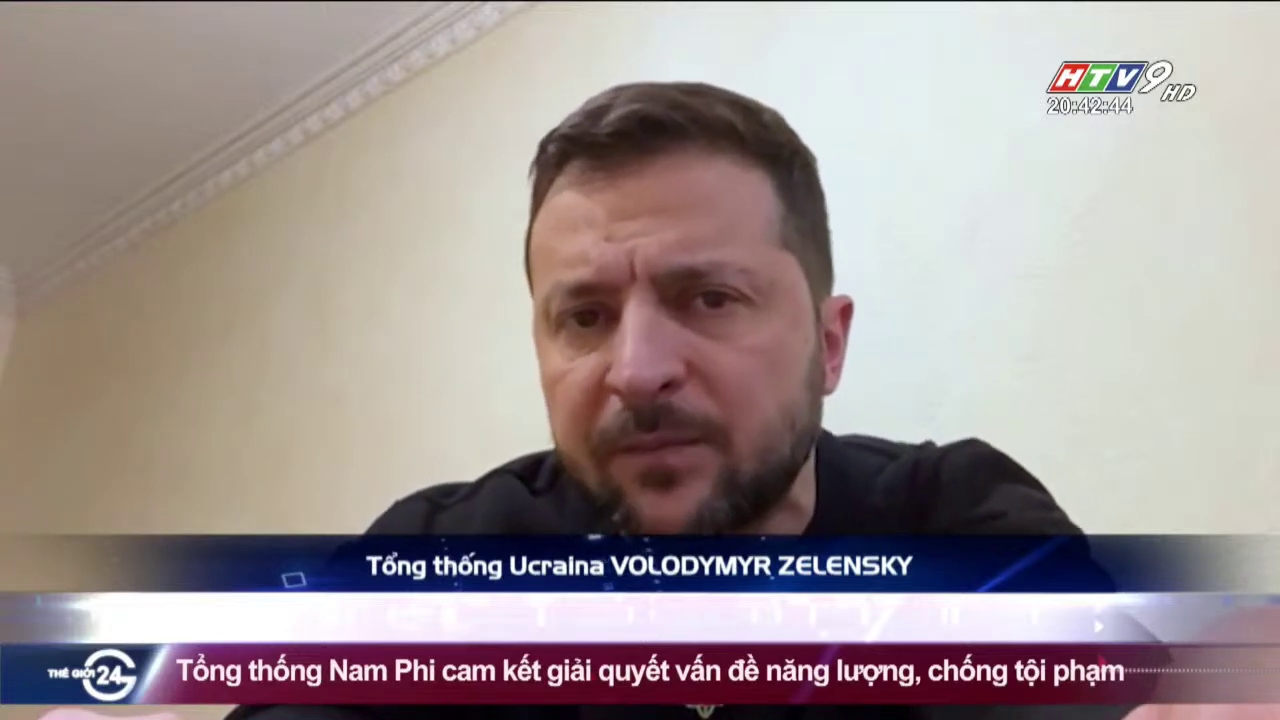 HTV9 HD
20:42:44
Tổng thống Ucraina VOLODYMYR ZELENSKY
THẾ GIỚI 24G
Tổng thống Nam Phi cam kết giải quyết vấn đề năng lượng, chống tội phạm